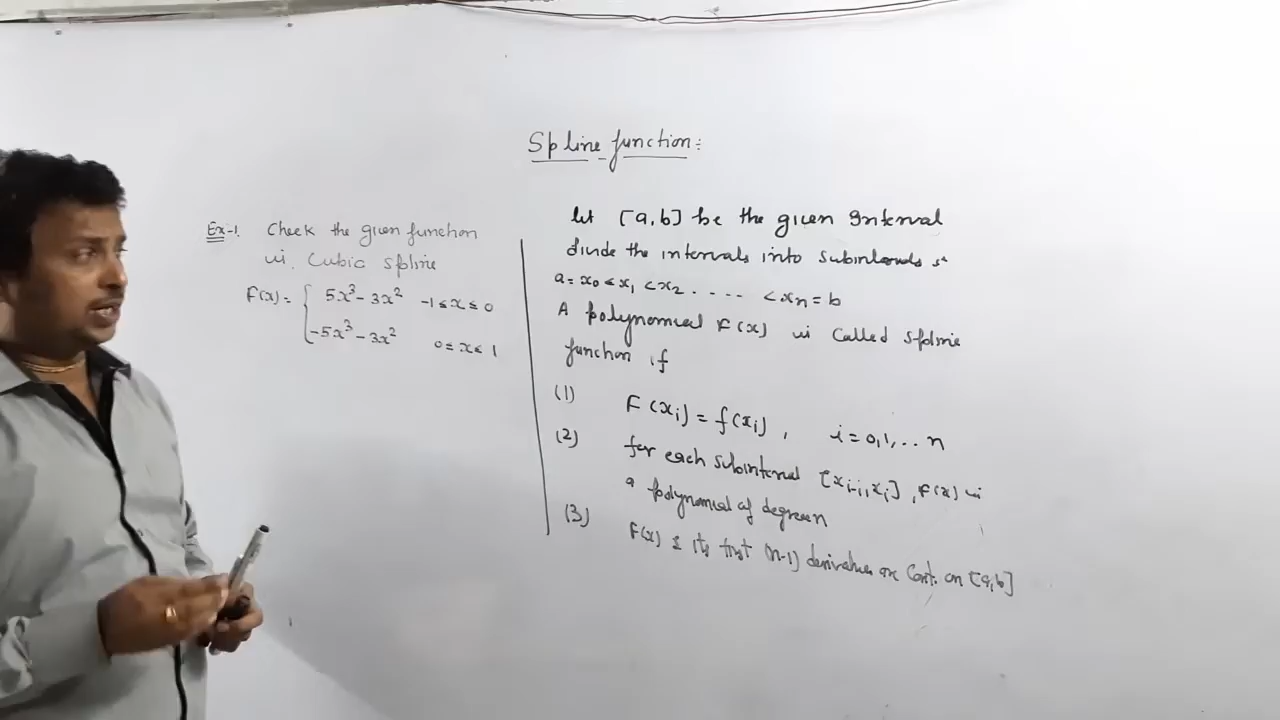 Spline function:
Ex-1. Check the given function
is. Cubic spline
F(x) = { 5x³ - 3x² -1 ≤ x ≤ 0
-5x³ - 3x² 0 ≤ x ≤ 1
let [a,b] be the given Interval
divide the intervals into subintervals st
a = x₀ < x₁ < x₂ . . . . . < xₙ = b
A polynomial F(x) is called spline
function if
(1) F(xᵢ) = f(xᵢ), i = 0,1,.. n
(2) for each subinterval [xᵢ₋₁, xᵢ], F(x) is
a polynomial of degree n
(3) F(x) & its first (n-1) derivatives are Cont. on [a,b]